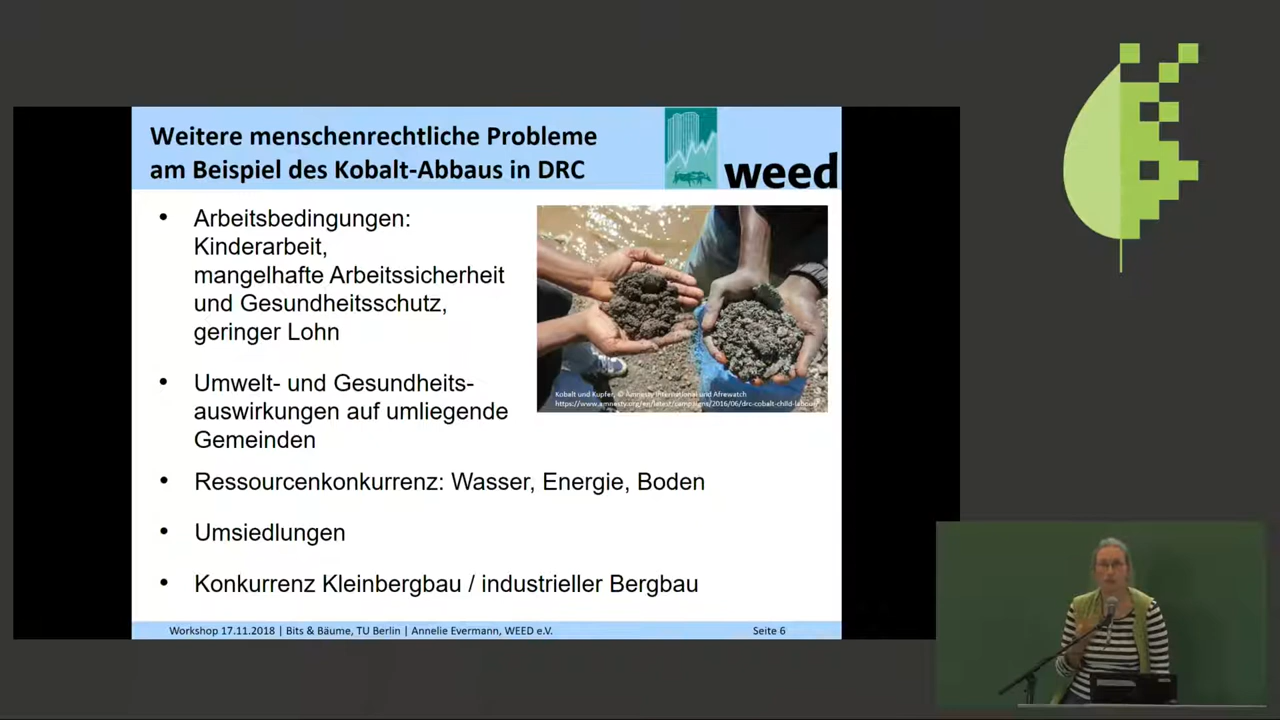 Weitere menschenrechtliche Probleme
am Beispiel des Kobalt-Abbaus in DRC
weed
• Arbeitsbedingungen:
Kinderarbeit,
mangelhafte Arbeitssicherheit
und Gesundheitsschutz,
geringer Lohn
• Umwelt- und Gesundheits-
auswirkungen auf umliegende
Gemeinden
• Ressourcenkonkurrenz: Wasser, Energie, Boden
• Umsiedlungen
• Konkurrenz Kleinbergbau / industrieller Bergbau
Kobalt und Kupfer, © Amnesty International und Afrewatch
https://www.amnesty.org/en/latest/campaigns/2016/06/drc-cobalt-child-labour/
Workshop 17.11.2018 | Bits & Bäume, TU Berlin | Annelie Evermann, WEED e.V.
Seite 6